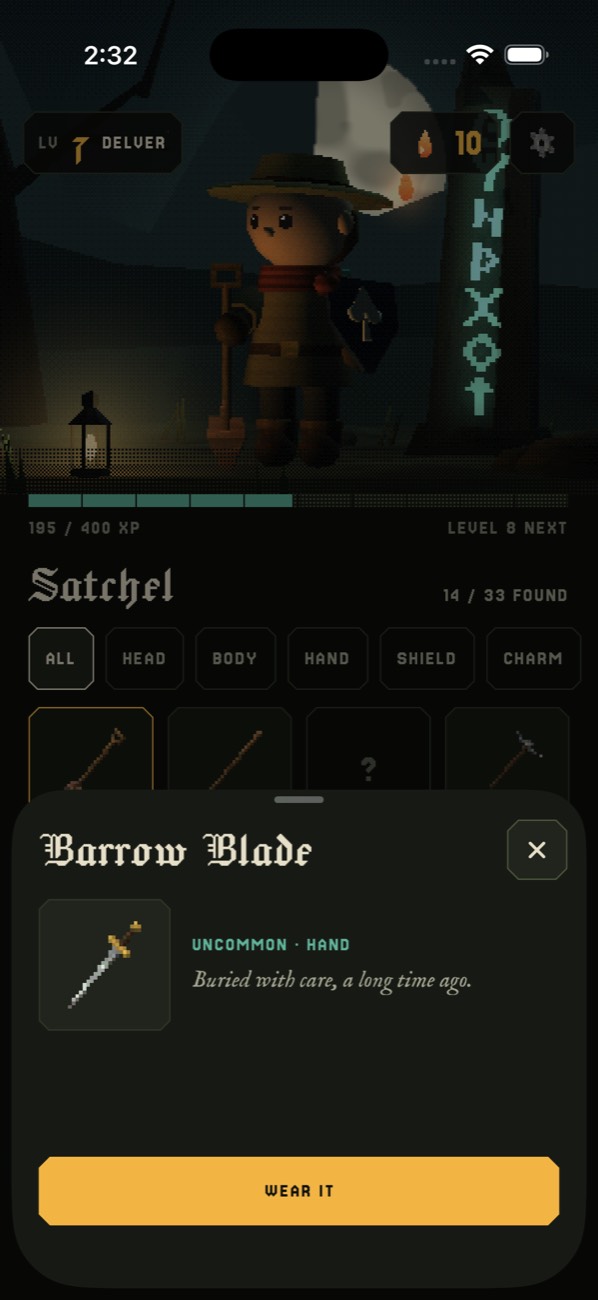 2:32
LV 7 DELVER
10
195 / 400 XP
LEVEL 8 NEXT
Satchel
14 / 33 FOUND
ALL
HEAD
BODY
HAND
SHIELD
CHARM
?
Barrow Blade
UNCOMMON · HAND
Buried with care, a long time ago.
WEAR IT